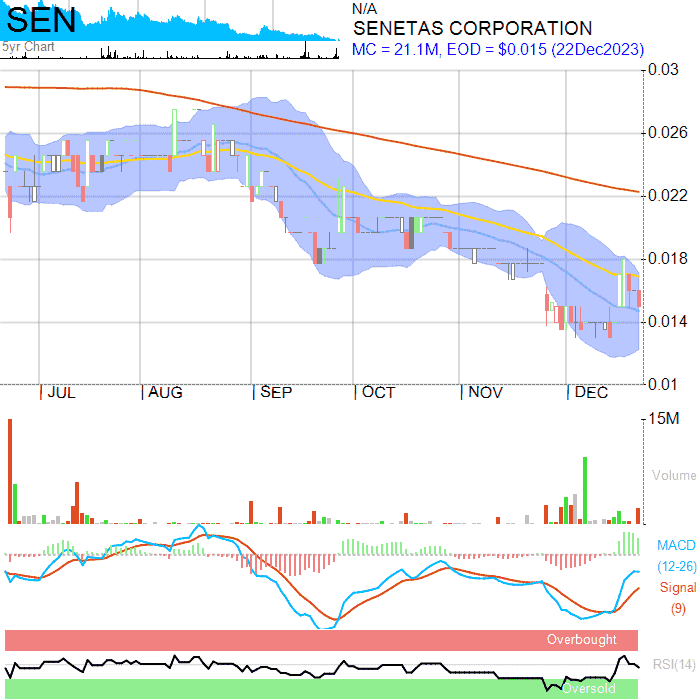 SEN
5yr Chart
N/A
SENETAS CORPORATION
MC = 21.1M, EOD = $0.015 (22Dec2023)
0.03
0.026
0.022
0.018
0.014
0.01
JUL
AUG
SEP
OCT
NOV
DEC
15M
Volume
MACD
(12-26)
Signal
(9)
Overbought
RSI(14)
Oversold